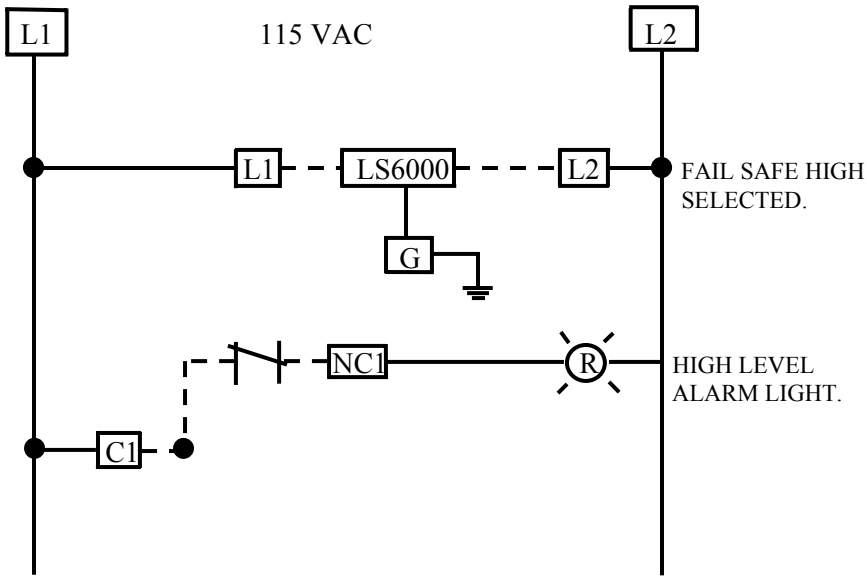 L1
115 VAC
L2
L1
LS6000
L2
FAIL SAFE HIGH
SELECTED.
G
NC1
R
HIGH LEVEL
ALARM LIGHT.
C1